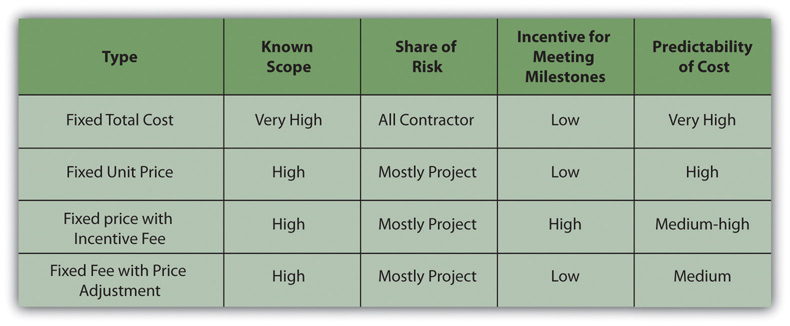 Type
Known
Scope
Share of
Risk
Incentive for
Meeting
Milestones
Predictability
of Cost
Fixed Total Cost
Very High
All Contractor
Low
Very High
Fixed Unit Price
High
Mostly Project
Low
High
Fixed price with
Incentive Fee
High
Mostly Project
High
Medium-high
Fixed Fee with Price
Adjustment
High
Mostly Project
Low
Medium